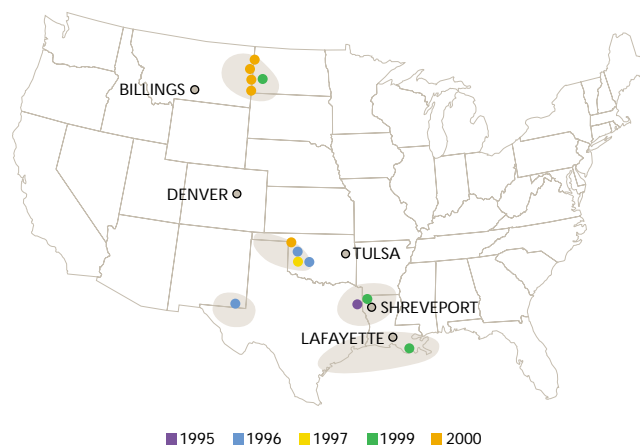 BILLINGS
DENVER
TULSA
SHREVEPORT
LAFAYETTE
1995 1996 1997 1999 2000